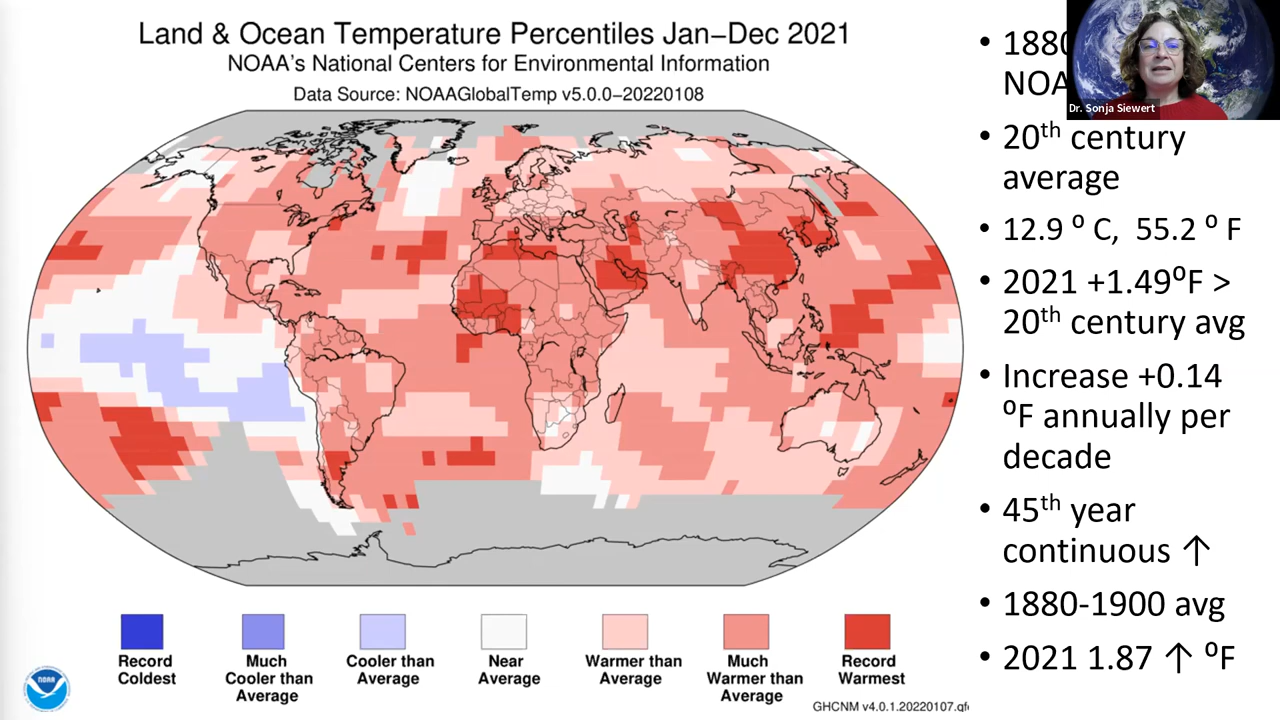 Land & Ocean Temperature Percentiles Jan–Dec 2021
NOAA's National Centers for Environmental Information
Data Source: NOAAGlobalTemp v5.0.0–20220108
Record
Coldest
Much
Cooler than
Average
Cooler than
Average
Near
Average
Warmer than
Average
Much
Warmer than
Average
Record
Warmest
NOAA
GHCNM v4.0.1.20220107.qf
• 1880
NOA
• 20th century
average
• 12.9 º C, 55.2 º F
• 2021 +1.49ºF >
20th century avg
• Increase +0.14
ºF annually per
decade
• 45th year
continuous ↑
• 1880-1900 avg
• 2021 1.87 ↑ ºF
Dr. Sonja Siewert